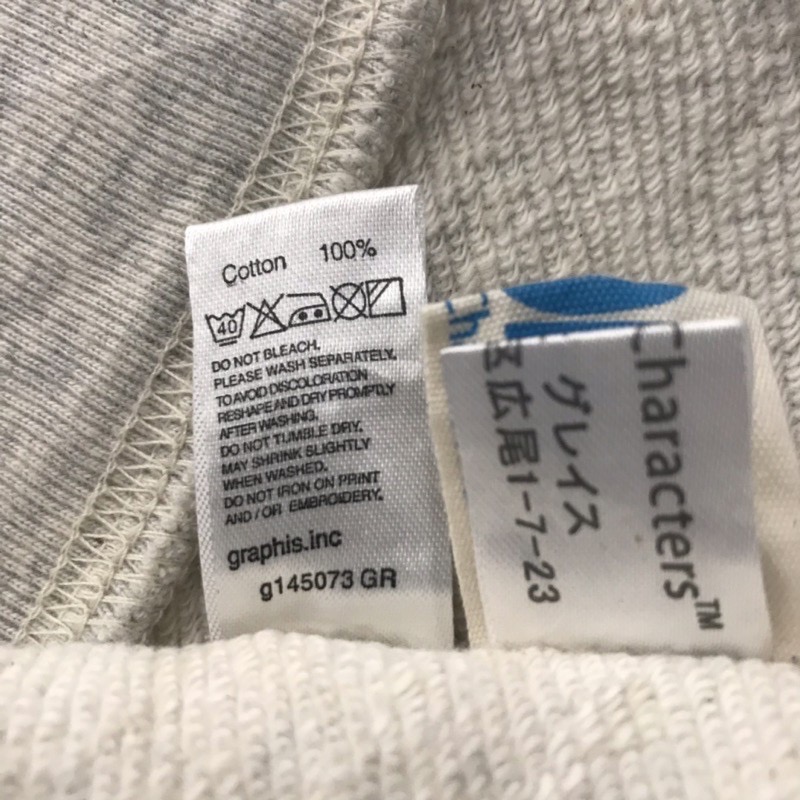 Cotton 100%
40
DO NOT BLEACH.
PLEASE WASH SEPARATELY.
TO AVOID DISCOLORATION
RESHAPE AND DRY PROMPTLY
AFTER WASHING.
DO NOT TUMBLE DRY.
MAY SHRINK SLIGHTLY
WHEN WASHED.
DO NOT IRON ON PRINT
AND / OR EMBROIDERY.
graphis.inc
g145073 GR
Ch
Characters™
グレイス
区広尾1-7-23